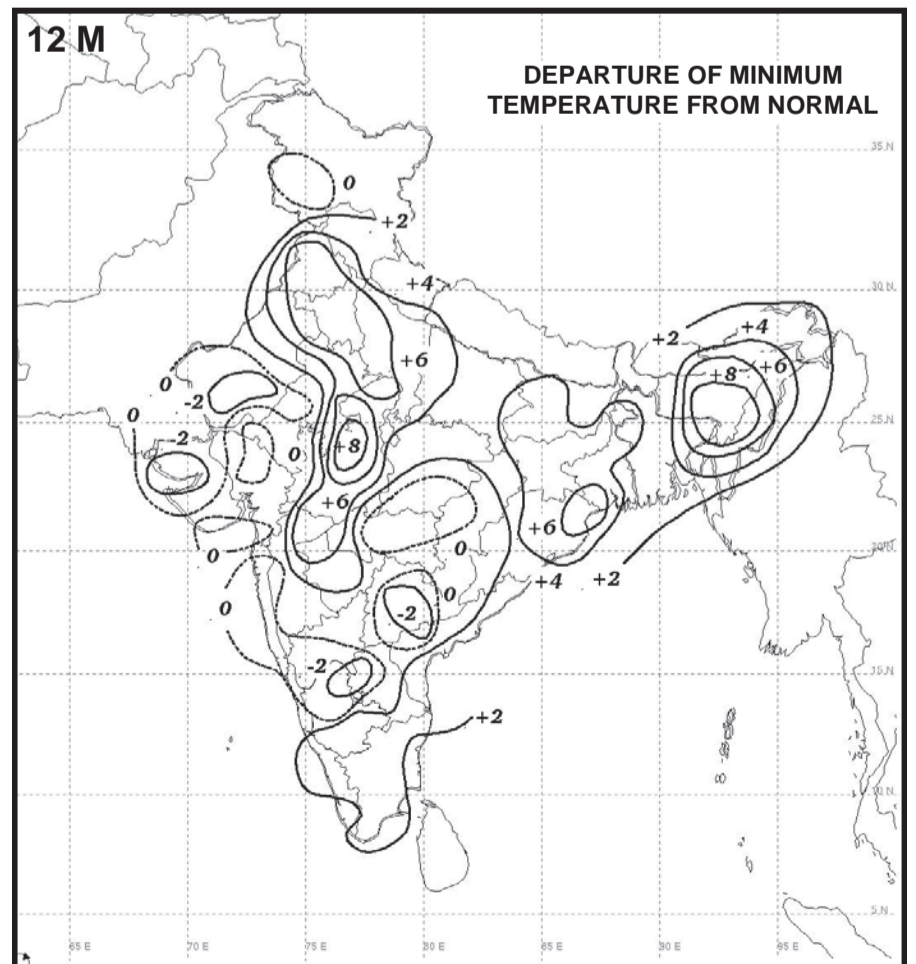 12 M
DEPARTURE OF MINIMUM
TEMPERATURE FROM NORMAL
35 N
0
+2
+4
30 N
+2
+4
+6
+8
+6
0
-2
0
-2
0
+8
25 N
+6
+6
0
0
20 N
+4
+2
0
0
-2
-2
15 N
+2
10 N
5 N
65 E
70 E
75 E
80 E
85 E
90 E
95 E